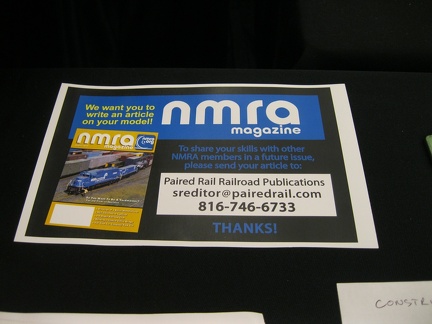 We want you to
write an article
on your model!
nmra
magazine
nmra
magazine
To share your skills with other
NMRA members in a future issue,
please send your article to:
Paired Rail Railroad Publications
sreditor@pairedrail.com
816-746-6733
THANKS!
CONSTR